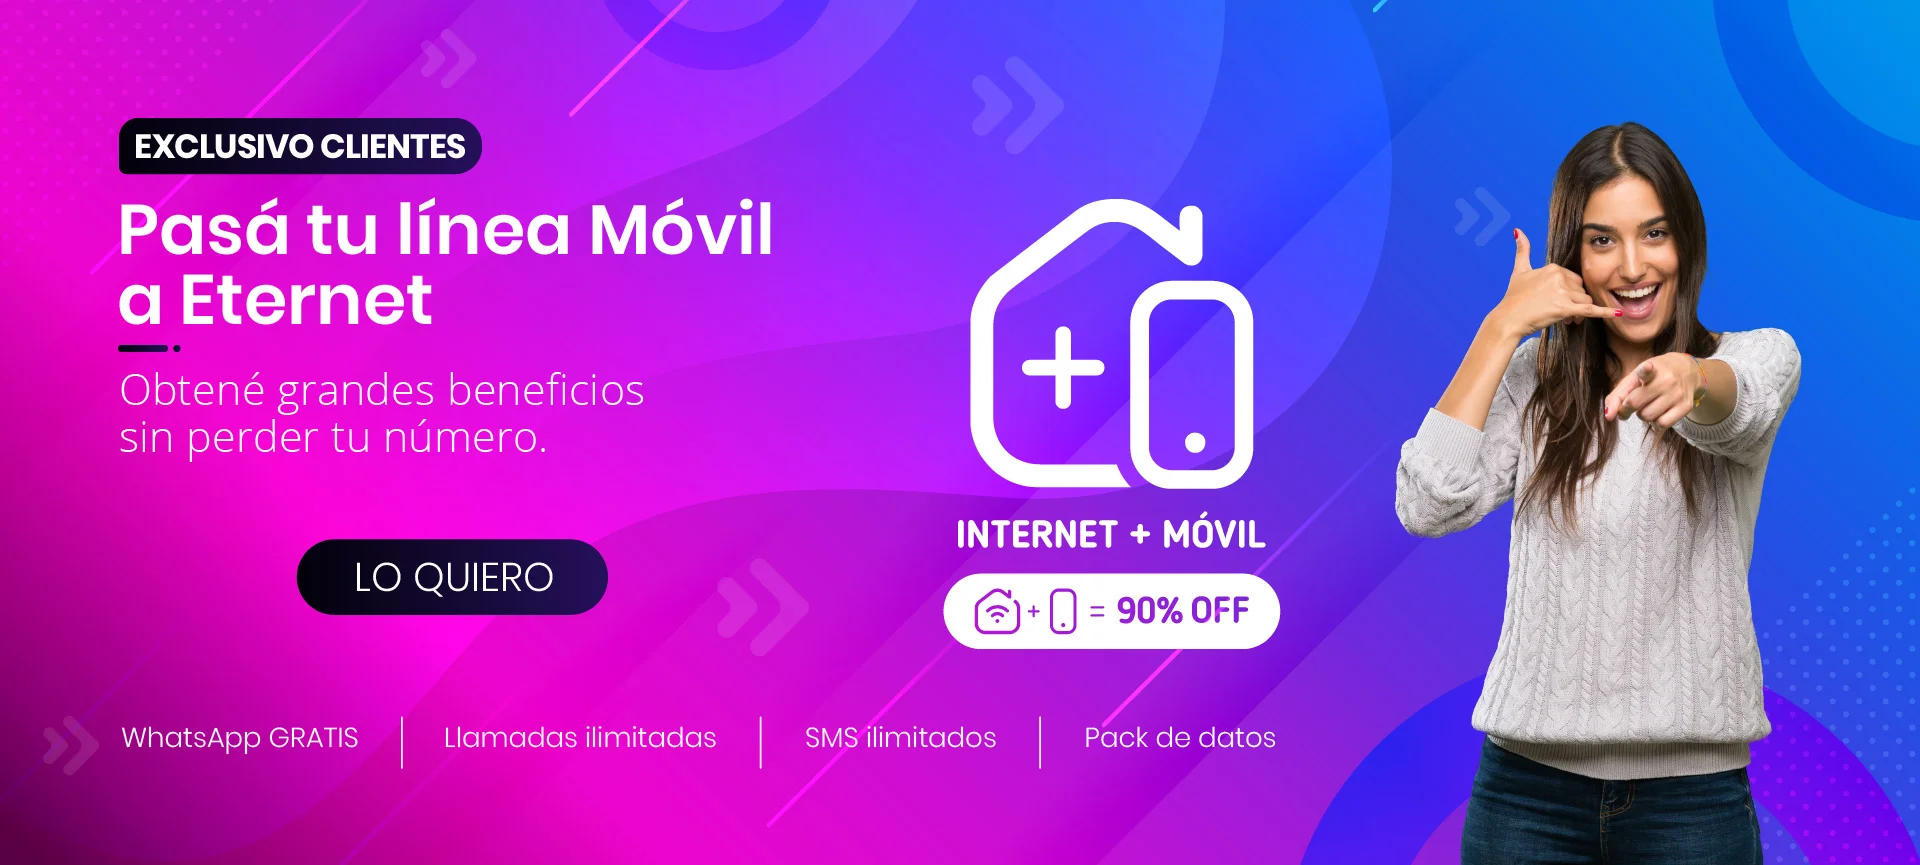 EXCLUSIVO CLIENTES
Pasá tu línea Móvil
a Eternet
Obtené grandes beneficios
sin perder tu número.
LO QUIERO
INTERNET + MÓVIL
+ = 90% OFF
WhatsApp GRATIS
Llamadas ilimitadas
SMS ilimitados
Pack de datos